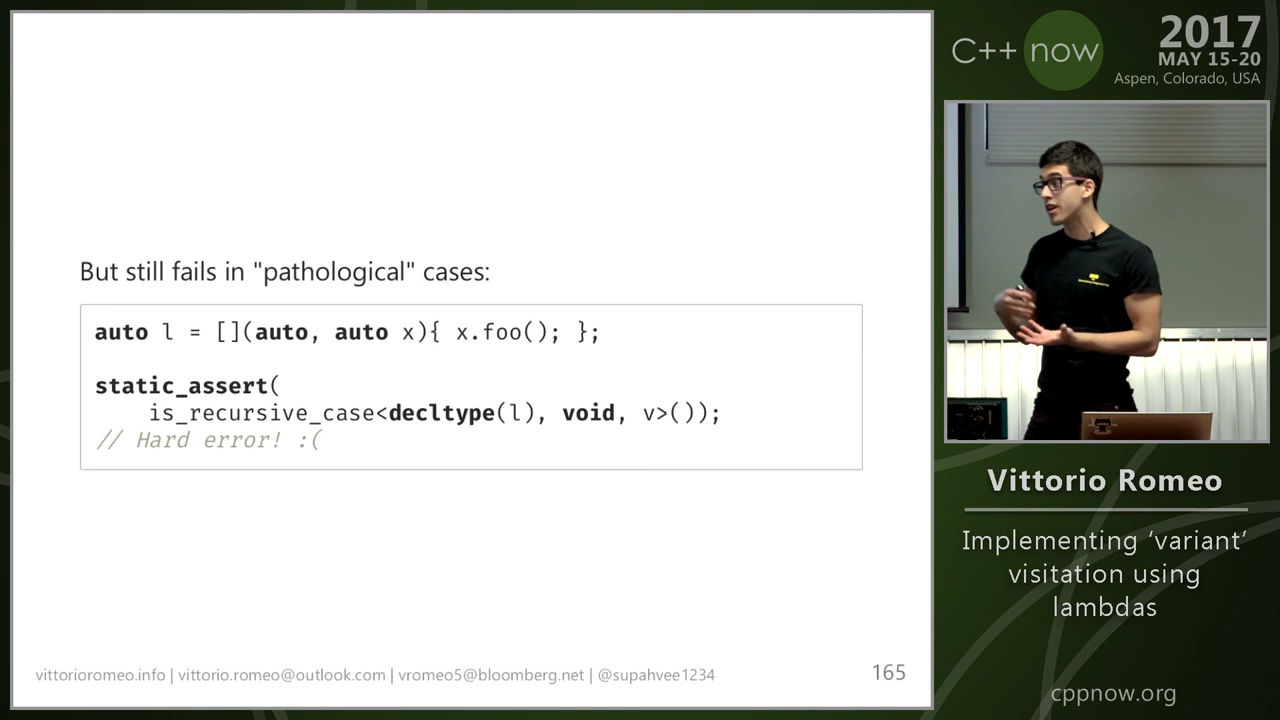 But still fails in "pathological" cases:
auto l = [](auto, auto x){ x.foo(); };
static_assert(
    is_recursive_case<decltype(l), void, v>());
// Hard error! :(
vittorioromeo.info | vittorio.romeo@outlook.com | vromeo5@bloomberg.net | @supahvee1234
165
C++ now
2017
MAY 15-20
Aspen, Colorado, USA
Vittorio Romeo
Implementing ‘variant’
visitation using
lambdas
cppnow.org